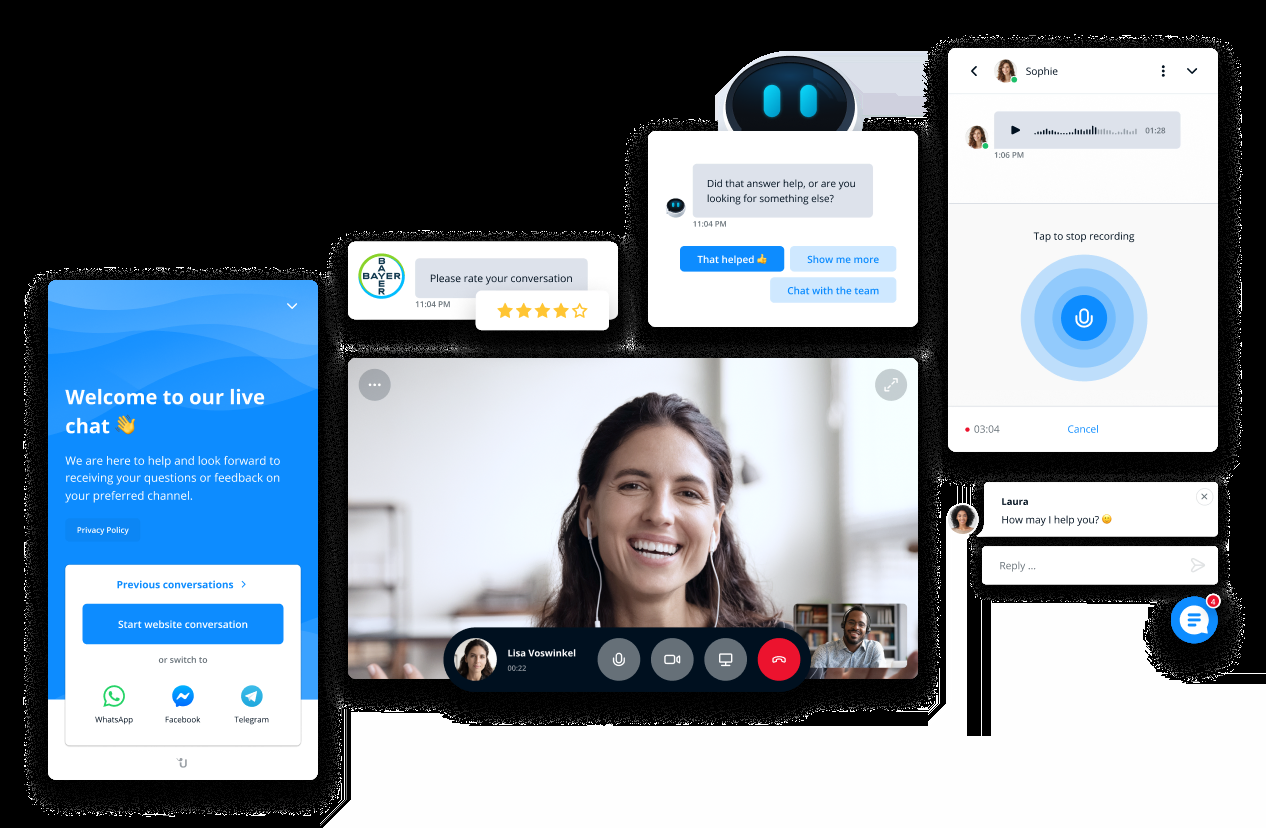 Welcome to our live
chat 👋
We are here to help and look forward to
receiving your questions or feedback on
your preferred channel.
Privacy Policy
Previous conversations
Start website conversation
or switch to
WhatsApp
Facebook
Telegram
BAYER
BAYER
Please rate your conversation
11:04 PM
Did that answer help, or are you
looking for something else?
11:04 PM
That helped 👍
Show me more
Chat with the team
Lisa Voswinkel
00:22
Sophie
01:28
1:06 PM
Tap to stop recording
03:04
Cancel
Laura
How may I help you? 😀
Reply ...
4